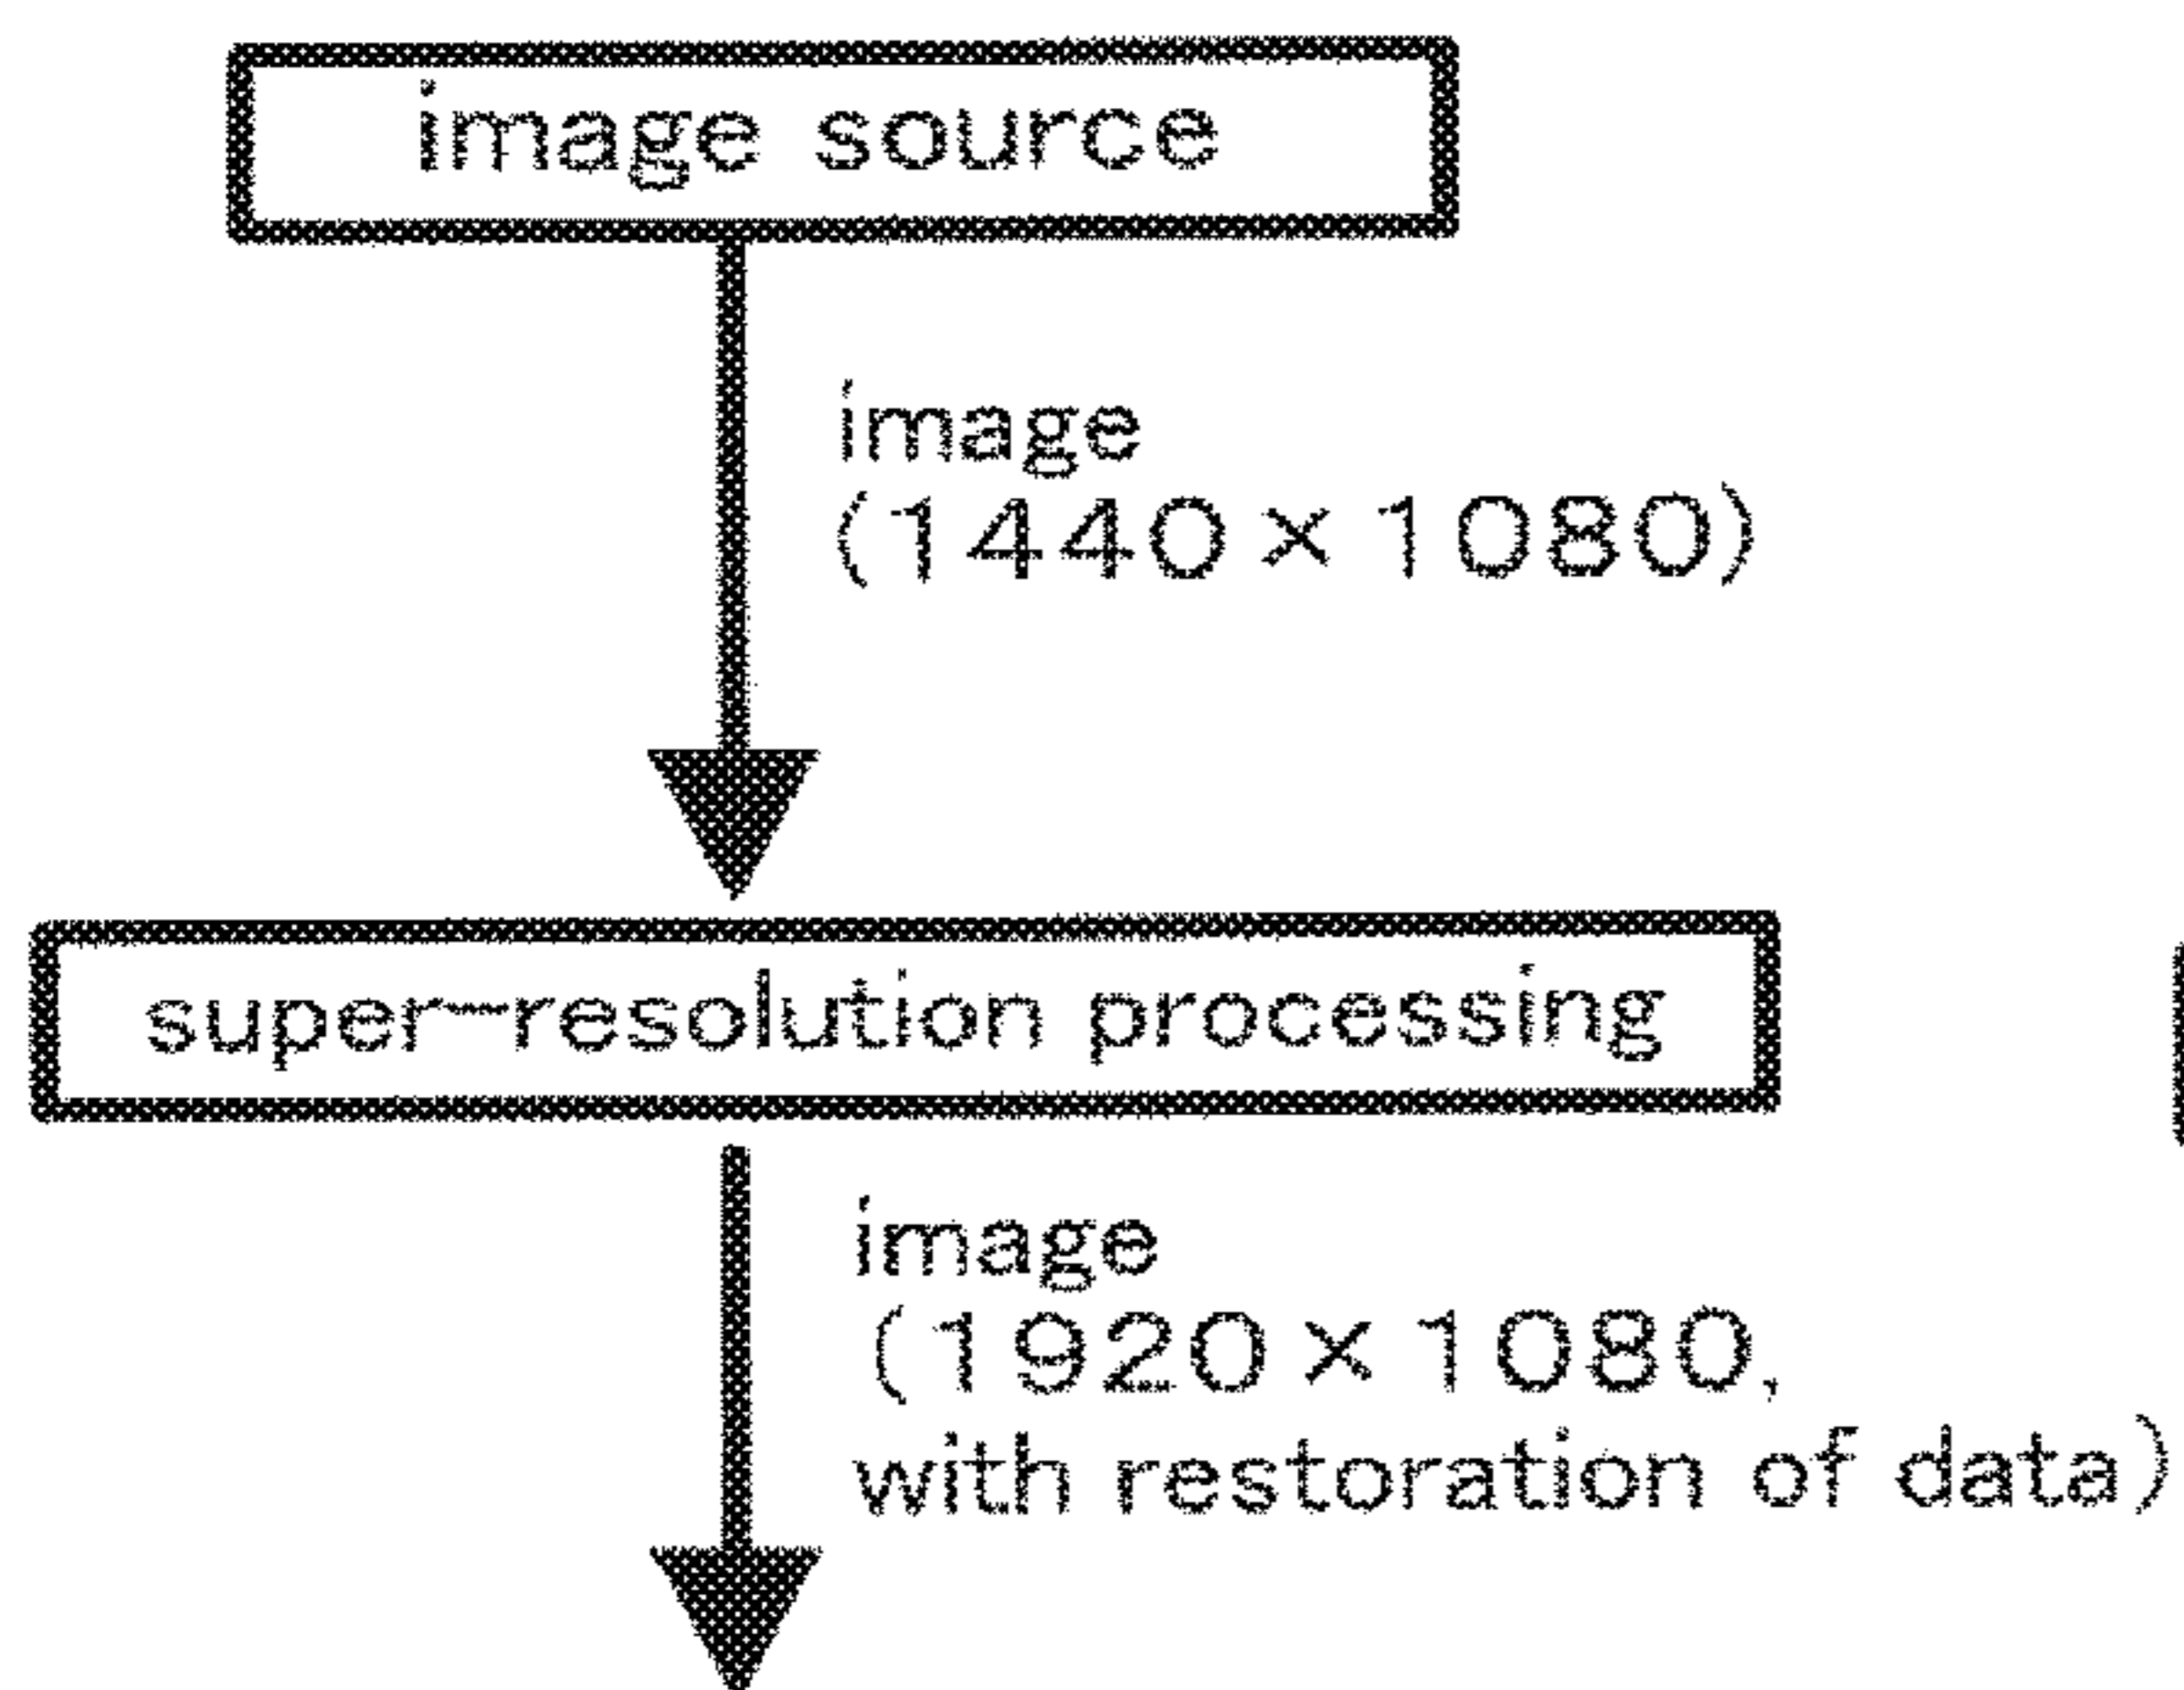 image source
image
(1440×1080)
super-resolution processing
image
(1920×1080,
with restoration of data)